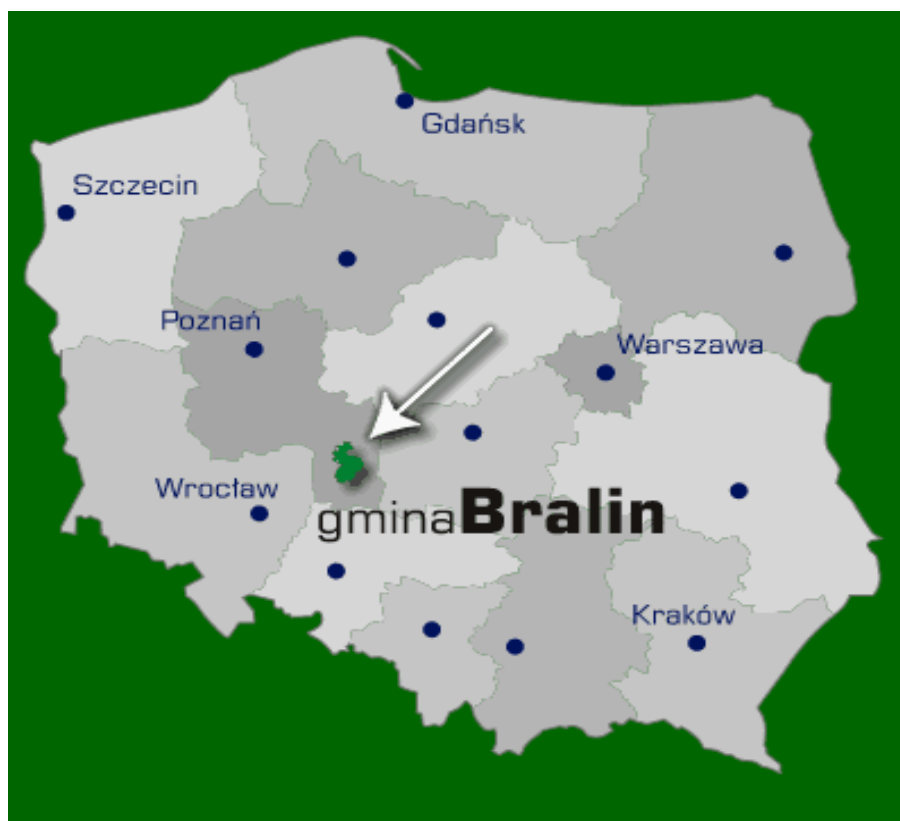 Gdańsk
Szczecin
Poznań
Warszawa
Wrocław
gminaBralin
Kraków